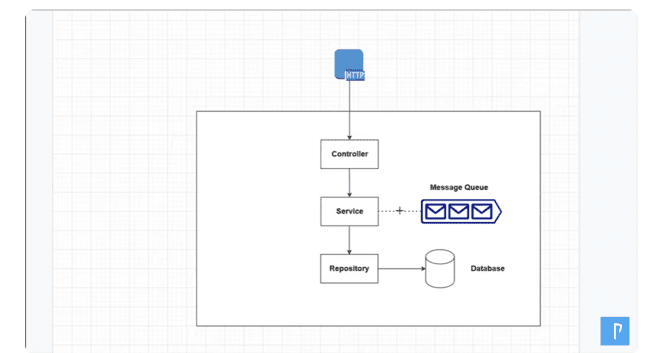 HTTP
Controller
Message Queue
Service
Repository
Database